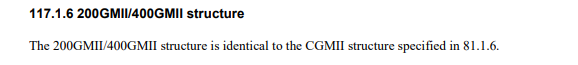 117.1.6 200GMII/400GMII structure
The 200GMII/400GMII structure is identical to the CGMII structure specified in 81.1.6.